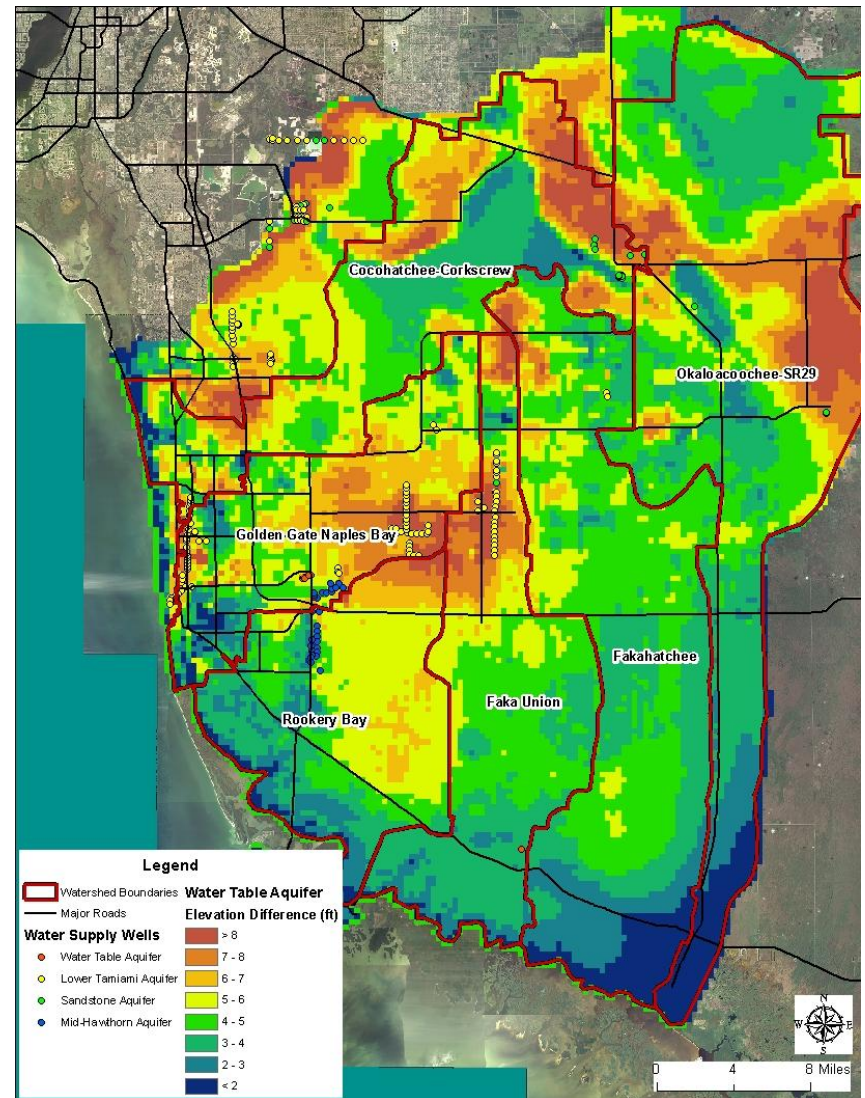 Cocohatchee-Corkscrew
Okaloacoochee-SR29
Golden Gate Naples Bay
Fakahatchee
Faka Union
Rookery Bay
Legend
Watershed Boundaries
Major Roads
Water Supply Wells
Water Table Aquifer
Lower Tamiami Aquifer
Sandstone Aquifer
Mid-Hawthorn Aquifer
Water Table Aquifer
Elevation Difference (ft)
> 8
7 - 8
6 - 7
5 - 6
4 - 5
3 - 4
2 - 3
< 2
N
W E
S
0 4 8 Miles